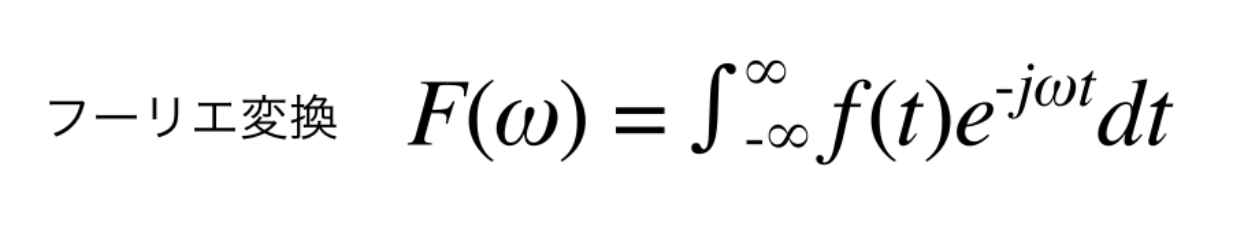 フーリエ変換 F(ω) = ∫_{-∞}^{∞} f(t)e^{-jωt}dt